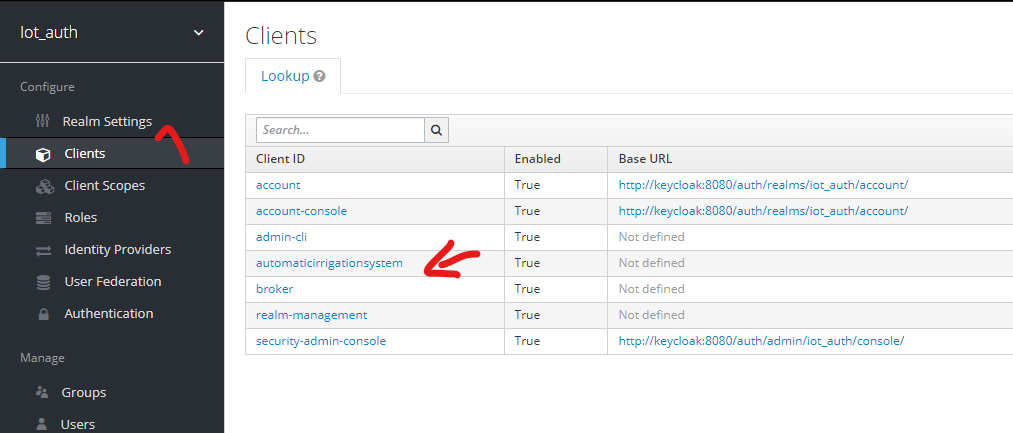 Iot_auth
Configure
Realm Settings
Clients
Client Scopes
Roles
Identity Providers
User Federation
Authentication
Manage
Groups
Users
Clients
Lookup
Search...
Client ID Enabled Base URL
account True http://keycloak:8080/auth/realms/iot_auth/account/
account-console True http://keycloak:8080/auth/realms/iot_auth/account/
admin-cli True Not defined
automaticirrigationsystem True Not defined
broker True Not defined
realm-management True Not defined
security-admin-console True http://keycloak:8080/auth/admin/iot_auth/console/